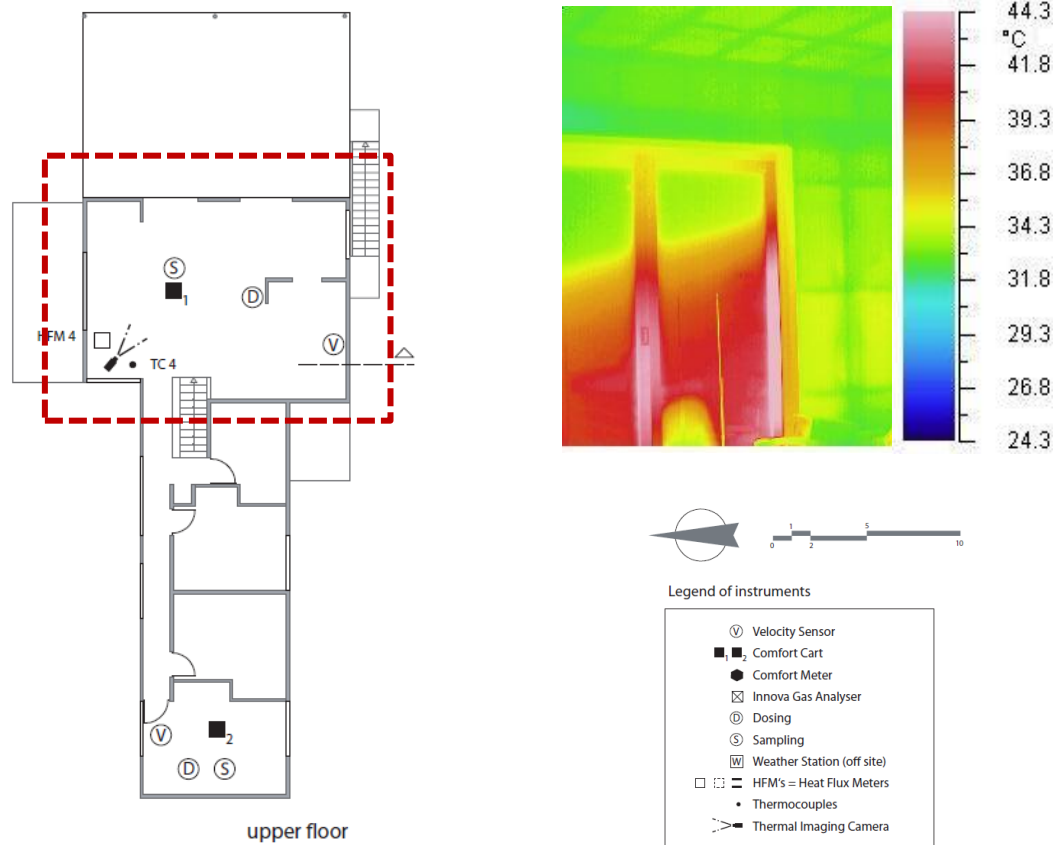 S
1
D
HFM 4
V
TC 4
V
2
D
S
upper floor
44.3
°C
41.8
39.3
36.8
34.3
31.8
29.3
26.8
24.3
1
5
0
2
10
Legend of instruments
V Velocity Sensor
1 2 Comfort Cart
Comfort Meter
Innova Gas Analyser
D Dosing
S Sampling
W Weather Station (off site)
HFM's = Heat Flux Meters
Thermocouples
Thermal Imaging Camera